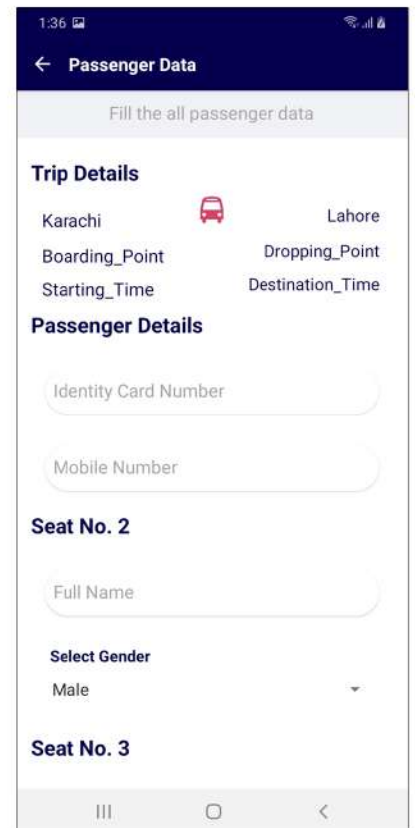 1:36
Passenger Data
Fill the all passenger data
Trip Details
Karachi Lahore
Boarding_Point Dropping_Point
Starting_Time Destination_Time
Passenger Details
Identity Card Number
Mobile Number
Seat No. 2
Full Name
Select Gender
Male
Seat No. 3